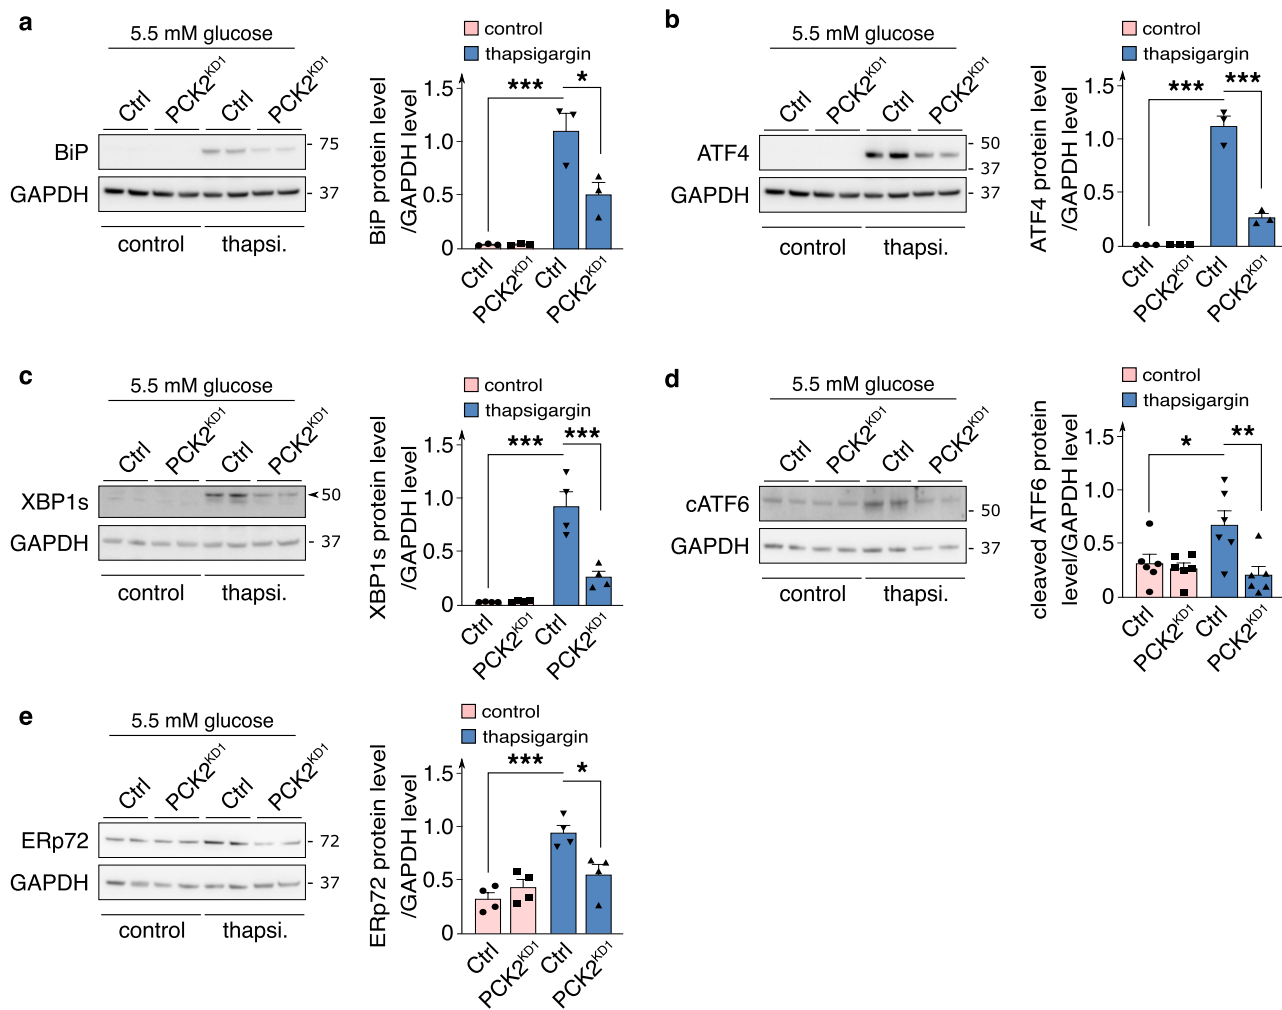 a
5.5 mM glucose
Ctrl
PCK2KD1
Ctrl
PCK2KD1
BiP
- 75
GAPDH
- 37
control
thapsi.
control
thapsigargin
BiP protein level
/GAPDH level
1.5
1.0
0.5
0
***
*
Ctrl
PCK2KD1
Ctrl
PCK2KD1
b
5.5 mM glucose
Ctrl
PCK2KD1
Ctrl
PCK2KD1
ATF4
- 50
- 37
GAPDH
- 37
control
thapsi.
control
thapsigargin
ATF4 protein level
/GAPDH level
1.5
1.0
0.5
0
***
***
Ctrl
PCK2KD1
Ctrl
PCK2KD1
c
5.5 mM glucose
Ctrl
PCK2KD1
Ctrl
PCK2KD1
XBP1s
50
GAPDH
- 37
control
thapsi.
control
thapsigargin
XBP1s protein level
/GAPDH level
1.5
1.0
0.5
0
***
***
Ctrl
PCK2KD1
Ctrl
PCK2KD1
d
5.5 mM glucose
Ctrl
PCK2KD1
Ctrl
PCK2KD1
cATF6
- 50
GAPDH
- 37
control
thapsi.
control
thapsigargin
cleaved ATF6 protein
level/GAPDH level
1.5
1.0
0.5
0
*
**
Ctrl
PCK2KD1
Ctrl
PCK2KD1
e
5.5 mM glucose
Ctrl
PCK2KD1
Ctrl
PCK2KD1
ERp72
- 72
GAPDH
- 37
control
thapsi.
control
thapsigargin
ERp72 protein level
/GAPDH level
1.5
1.0
0.5
0
***
*
Ctrl
PCK2KD1
Ctrl
PCK2KD1